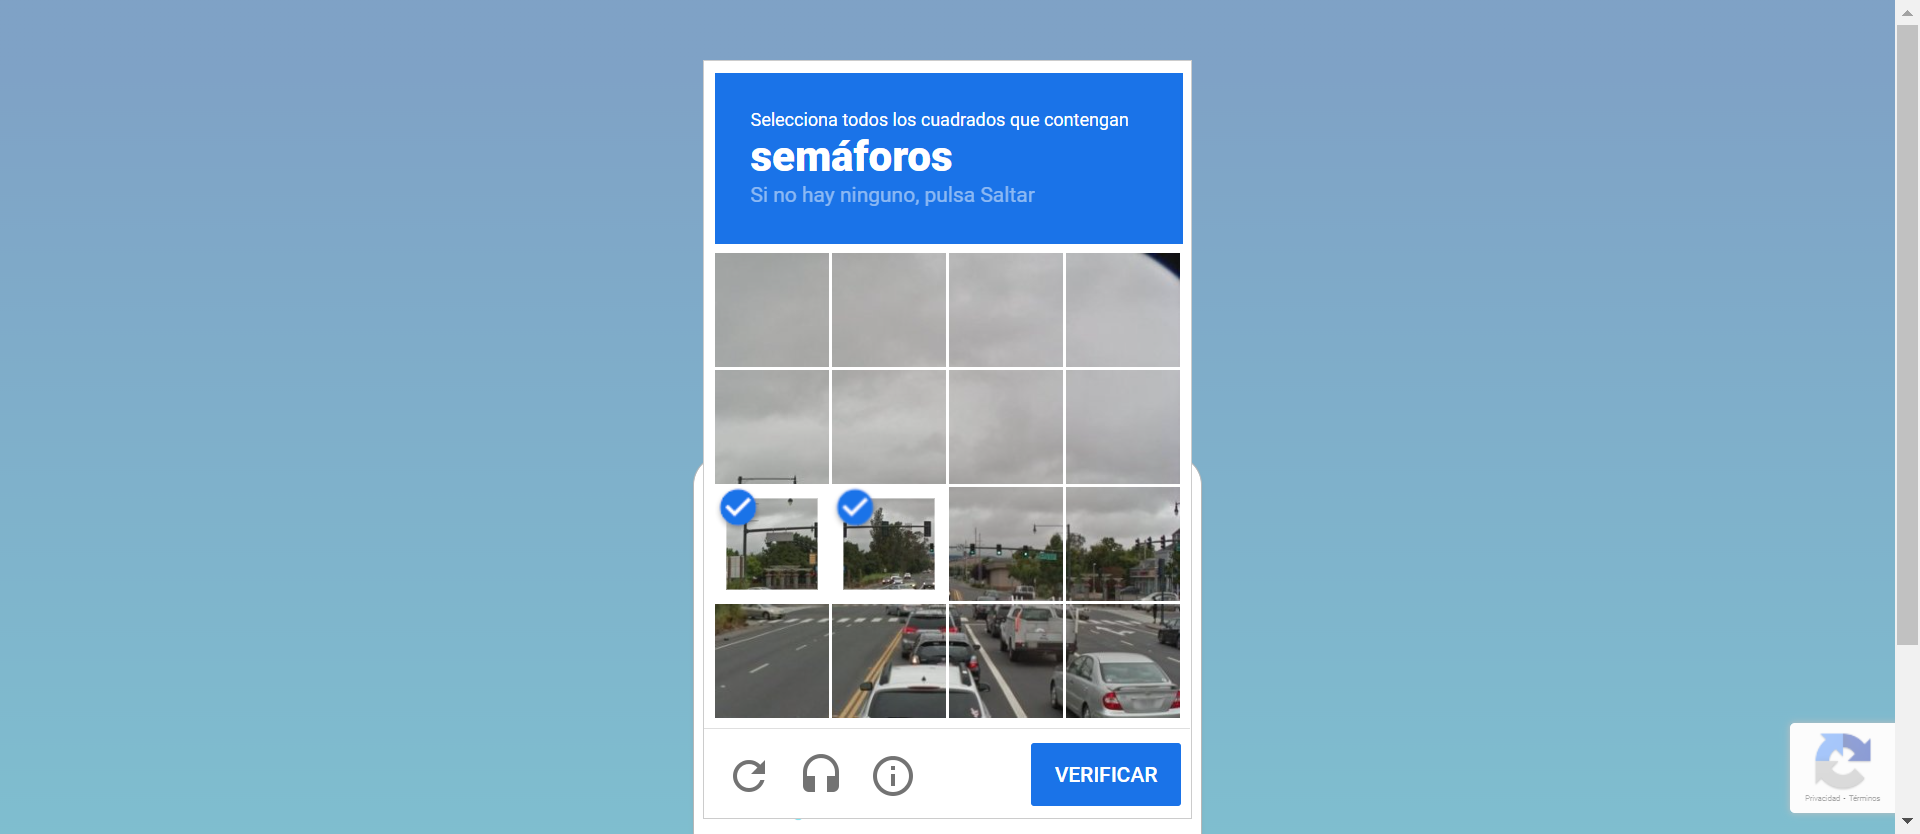 Selecciona todos los cuadrados que contengan
semáforos
Si no hay ninguno, pulsa Saltar
VERIFICAR
Privacidad - Términos